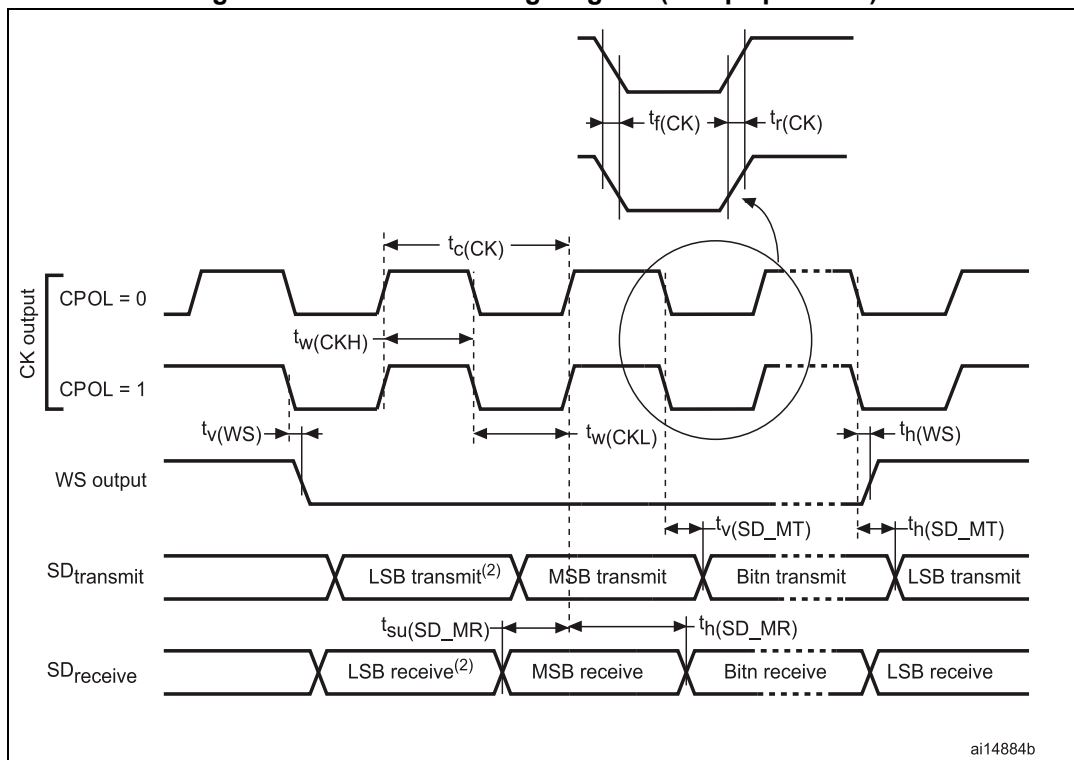 tf(CK)
tr(CK)
tc(CK)
CK output
CPOL = 0
tw(CKH)
CPOL = 1
tv(WS)
tw(CKL)
th(WS)
WS output
tv(SD_MT)
th(SD_MT)
SDtransmit
LSB transmit(2)
MSB transmit
Bitn transmit
LSB transmit
tsu(SD_MR)
th(SD_MR)
SDreceive
LSB receive(2)
MSB receive
Bitn receive
LSB receive
ai14884b